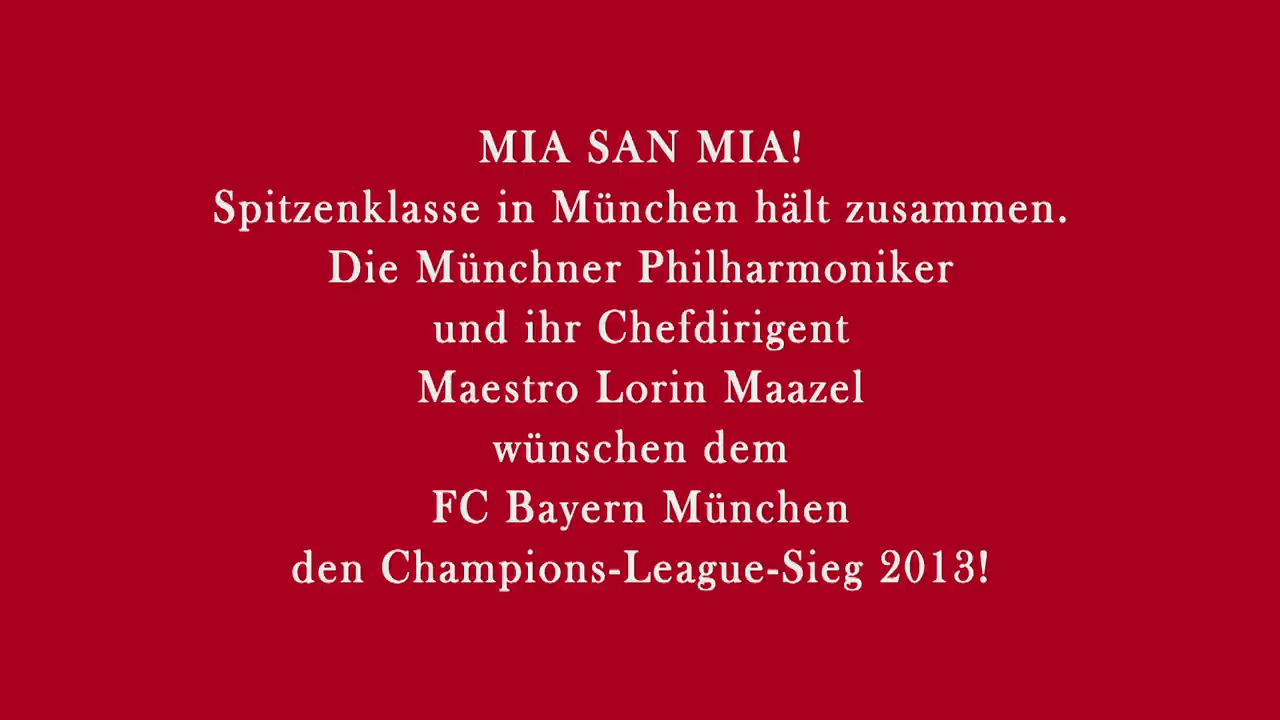 MIA SAN MIA!
Spitzenklasse in München hält zusammen.
Die Münchner Philharmoniker
und ihr Chefdirigent
Maestro Lorin Maazel
wünschen dem
FC Bayern München
den Champions-League-Sieg 2013!